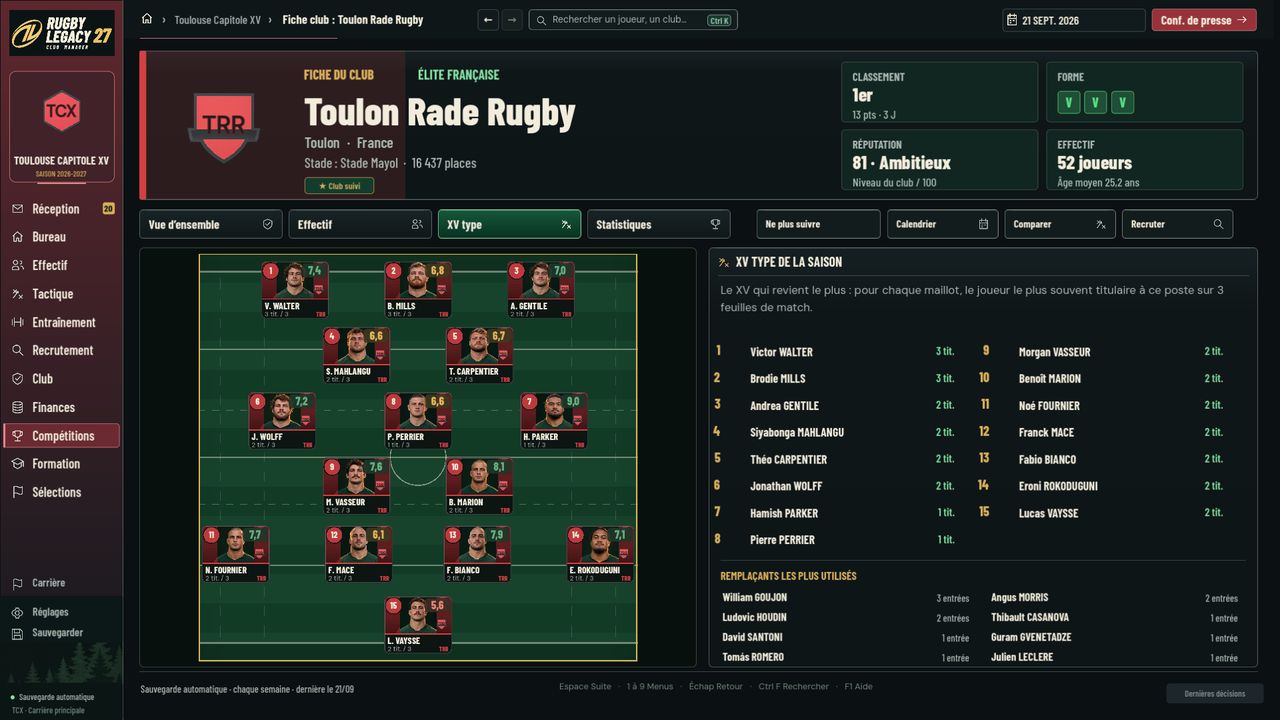 RUGBY
LEGACY 27
CLUB MANAGER
Toulouse Capitole XV
Fiche club : Toulon Rade Rugby
Rechercher un joueur, un club...
Ctrl K
21 SEPT. 2026
Conf. de presse
TCX
TOULOUSE CAPITOLE XV
SAISON 2026-2027
Réception 20
Bureau
Effectif
Tactique
Entraînement
Recrutement
Club
Finances
Compétitions
Formation
Sélections
Carrière
Réglages
Sauvegarder
Sauvegarde automatique
TCX · Carrière principale
TRR
FICHE DU CLUB
ÉLITE FRANÇAISE
Toulon Rade Rugby
Toulon · France
Stade : Stade Mayol · 16 437 places
★ Club suivi
CLASSEMENT
1er
13 pts · 3 J
FORME
V V V
RÉPUTATION
81 · Ambitieux
Niveau du club / 100
EFFECTIF
52 joueurs
Âge moyen 25,2 ans
Vue d'ensemble
Effectif
XV type
Statistiques
Ne plus suivre
Calendrier
Comparer
Recruter
1 7,4
V. WALTER
3 tit. / 3 TRR
2 6,8
B. MILLS
3 tit. / 3 TRR
3 7,0
A. GENTILE
2 tit. / 3 TRR
4 6,6
S. MAHLANGU
2 tit. / 3 TRR
5 6,7
T. CARPENTIER
2 tit. / 3 TRR
6 7,2
J. WOLFF
2 tit. / 3 TRR
8 6,6
P. PERRIER
1 tit. / 3 TRR
7 9,0
H. PARKER
1 tit. / 3 TRR
9 7,6
M. VASSEUR
2 tit. / 3 TRR
10 8,1
B. MARION
2 tit. / 3 TRR
11 7,7
N. FOURNIER
2 tit. / 3 TRR
12 6,1
F. MACE
2 tit. / 3 TRR
13 7,9
F. BIANCO
2 tit. / 3 TRR
14 7,1
E. ROKODUGUNI
2 tit. / 3 TRR
15 5,6
L. VAYSSE
2 tit. / 3 TRR
XV TYPE DE LA SAISON
Le XV qui revient le plus : pour chaque maillot, le joueur le plus souvent titulaire à ce poste sur 3
feuilles de match.
1 Victor WALTER 3 tit.
2 Brodie MILLS 3 tit.
3 Andrea GENTILE 2 tit.
4 Siyabonga MAHLANGU 2 tit.
5 Théo CARPENTIER 2 tit.
6 Jonathan WOLFF 2 tit.
7 Hamish PARKER 1 tit.
8 Pierre PERRIER 1 tit.
9 Morgan VASSEUR 2 tit.
10 Benoît MARION 2 tit.
11 Noé FOURNIER 2 tit.
12 Franck MACE 2 tit.
13 Fabio BIANCO 2 tit.
14 Eroni ROKODUGUNI 2 tit.
15 Lucas VAYSSE 2 tit.
REMPLAÇANTS LES PLUS UTILISÉS
William GOUJON 3 entrées
Ludovic HOUDIN 2 entrées
David SANTONI 1 entrée
Tomás ROMERO 1 entrée
Angus MORRIS 2 entrées
Thibault CASANOVA 1 entrée
Guram GVENETADZE 1 entrée
Julien LECLERE 1 entrée
Sauvegarde automatique · chaque semaine · dernière le 21/09
Espace Suite · 1 à 9 Menus · Échap Retour · Ctrl F Rechercher · F1 Aide
Dernières décisions